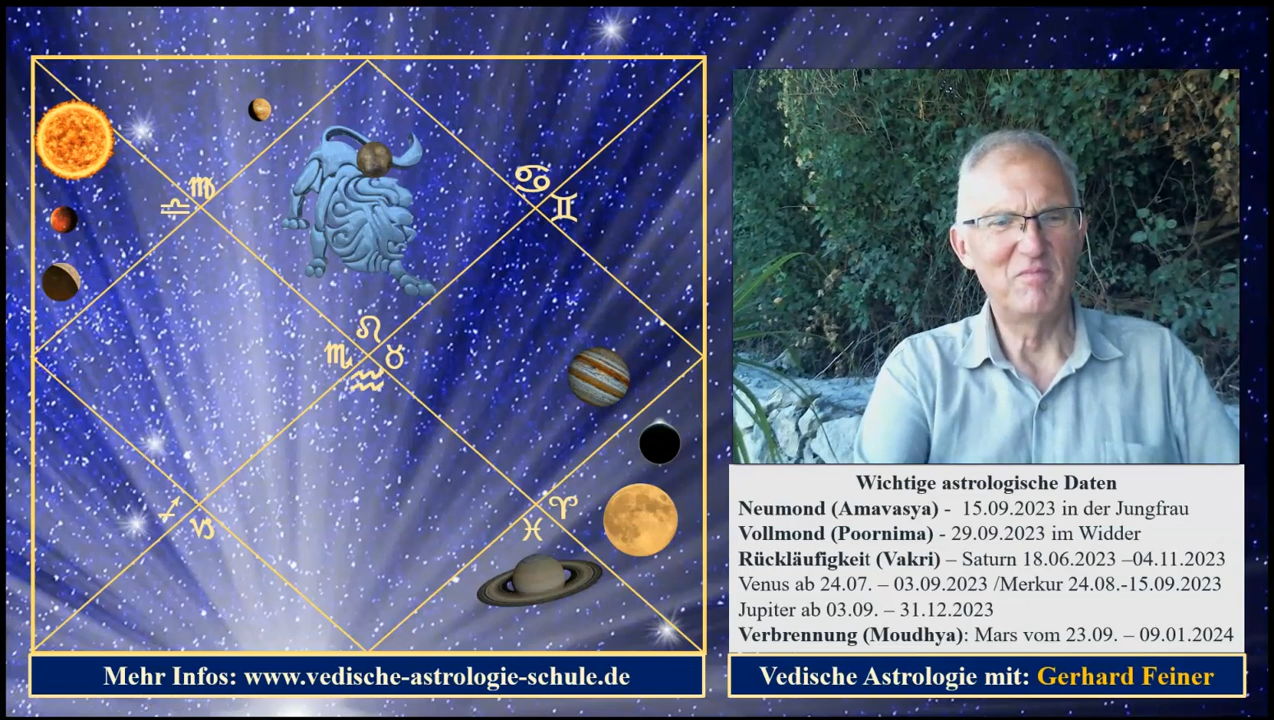 Wichtige astrologische Daten
Neumond (Amavasya) - 15.09.2023 in der Jungfrau
Vollmond (Poornima) - 29.09.2023 im Widder
Rückläufigkeit (Vakri) – Saturn 18.06.2023 –04.11.2023
Venus ab 24.07. – 03.09.2023 /Merkur 24.08.-15.09.2023
Jupiter ab 03.09. – 31.12.2023
Verbrennung (Moudhya): Mars vom 23.09. – 09.01.2024
Mehr Infos: www.vedische-astrologie-schule.de
Vedische Astrologie mit: Gerhard Feiner